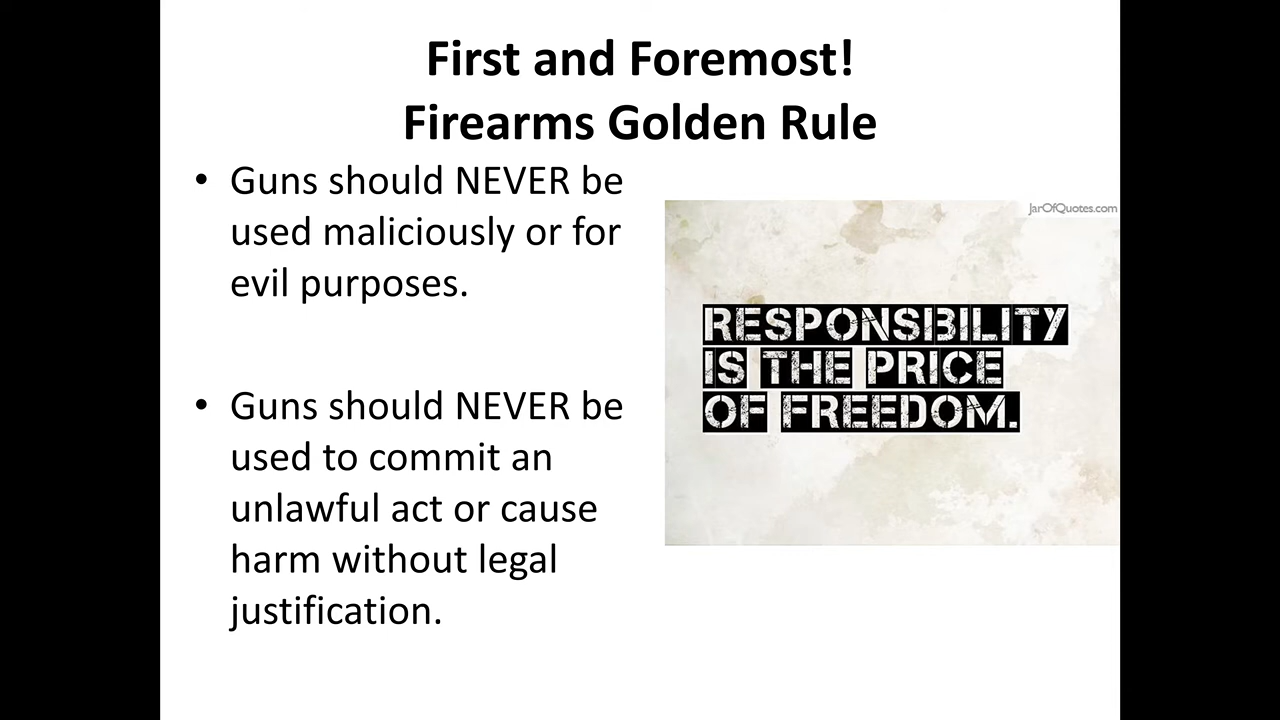 First and Foremost!
Firearms Golden Rule
• Guns should NEVER be
used maliciously or for
evil purposes.
• Guns should NEVER be
used to commit an
unlawful act or cause
harm without legal
justification.
JarOfQuotes.com
RESPONSBILITY
IS THE PRICE
OF FREEDOM.